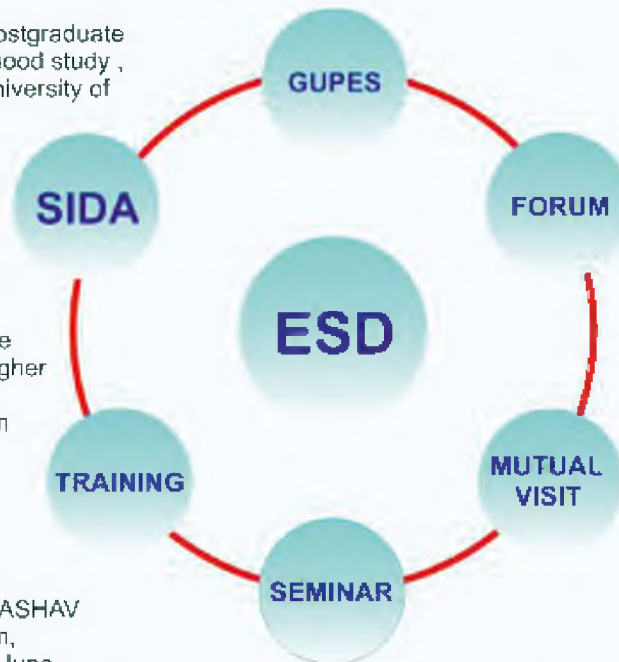 ostgraduate
ood study ,
niversity of
GUPES
SIDA
FORUM
ESD
gher
TRAINING
MUTUAL
VISIT
SEMINAR
ASHAV